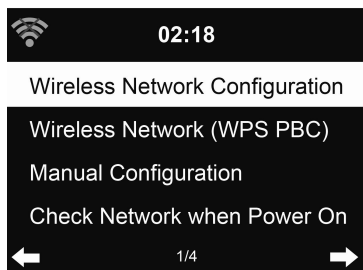 02:18
Wireless Network Configuration
Wireless Network (WPS PBC)
Manual Configuration
Check Network when Power On
1/4